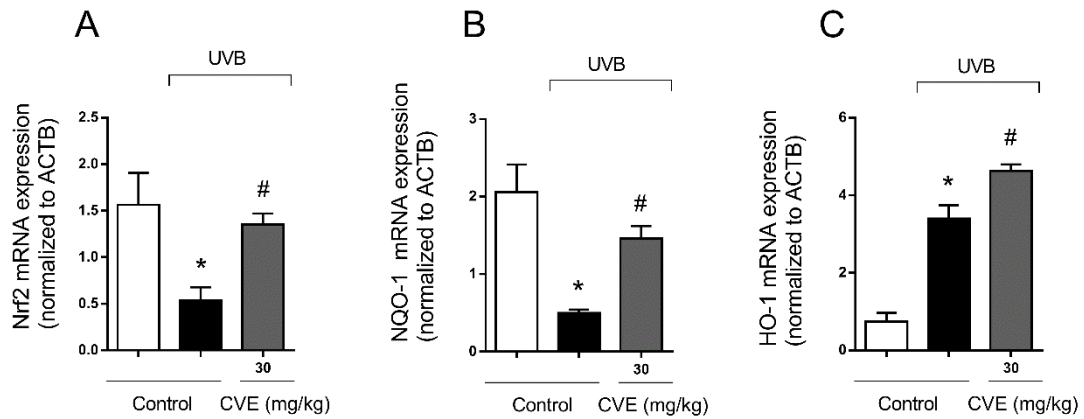 A
UVB
Nrf2 mRNA expression
(normalized to ACTB)
2.5
2.0
1.5
1.0
0.5
0.0
*
#
30
Control
CVE (mg/kg)
B
UVB
NQO-1 mRNA expression
(normalized to ACTB)
3
2
1
0
*
#
30
Control
CVE (mg/kg)
C
UVB
HO-1 mRNA expression
(normalized to ACTB)
6
4
2
0
*
#
30
Control
CVE (mg/kg)